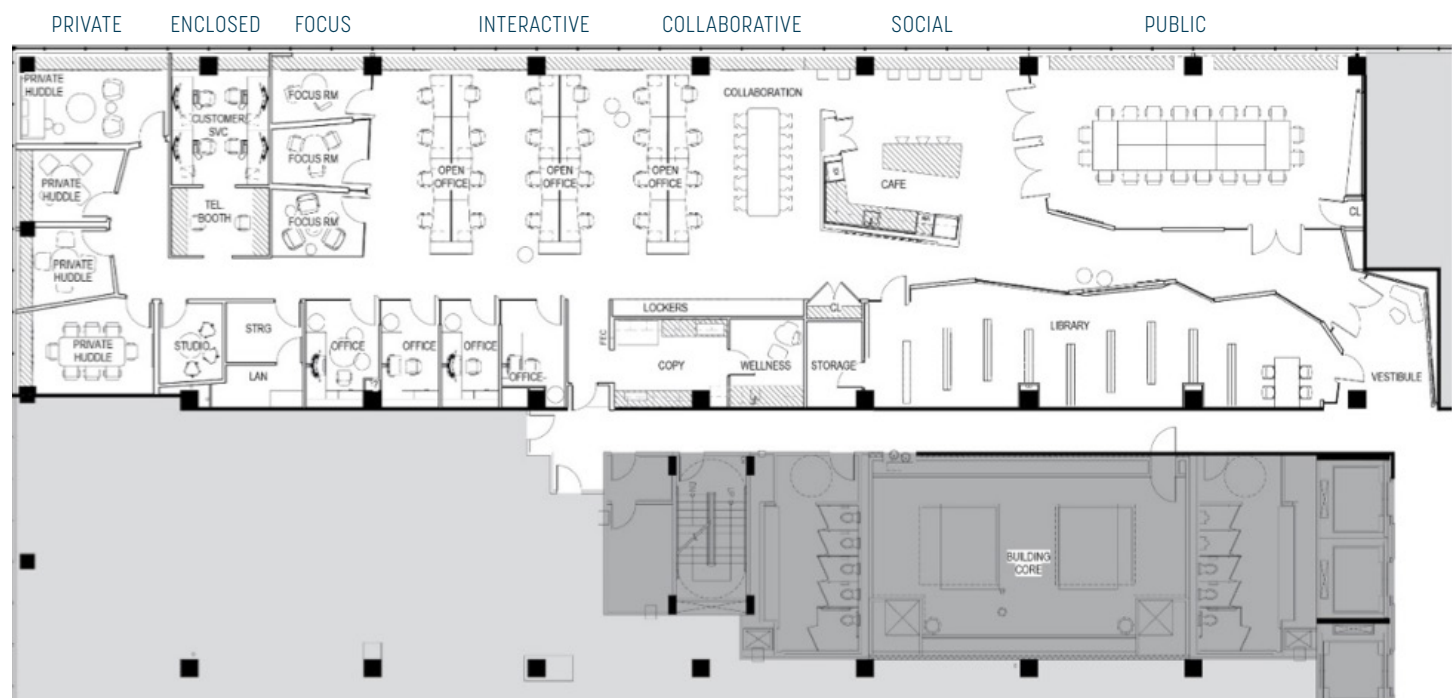 PRIVATE ENCLOSED FOCUS INTERACTIVE COLLABORATIVE SOCIAL PUBLIC
PRIVATE
HUDDLE
CUSTOMER
SVC
FOCUS RM
COLLABORATION
FOCUS RM
PRIVATE
HUDDLE
OPEN
OFFICE
OPEN
OFFICE
OPEN
OFFICE
CAFE
TEL.
BOOTH
FOCUS RM
CL
PRIVATE
HUDDLE
LOCKERS
CL
STRG
LIBRARY
PRIVATE
HUDDLE
STUDIO
OFFICE
OFFICE
OFFICE
OFFICE
FEC
COPY
WELLNESS
STORAGE
LAN
VESTIBULE
BUILDING
CORE